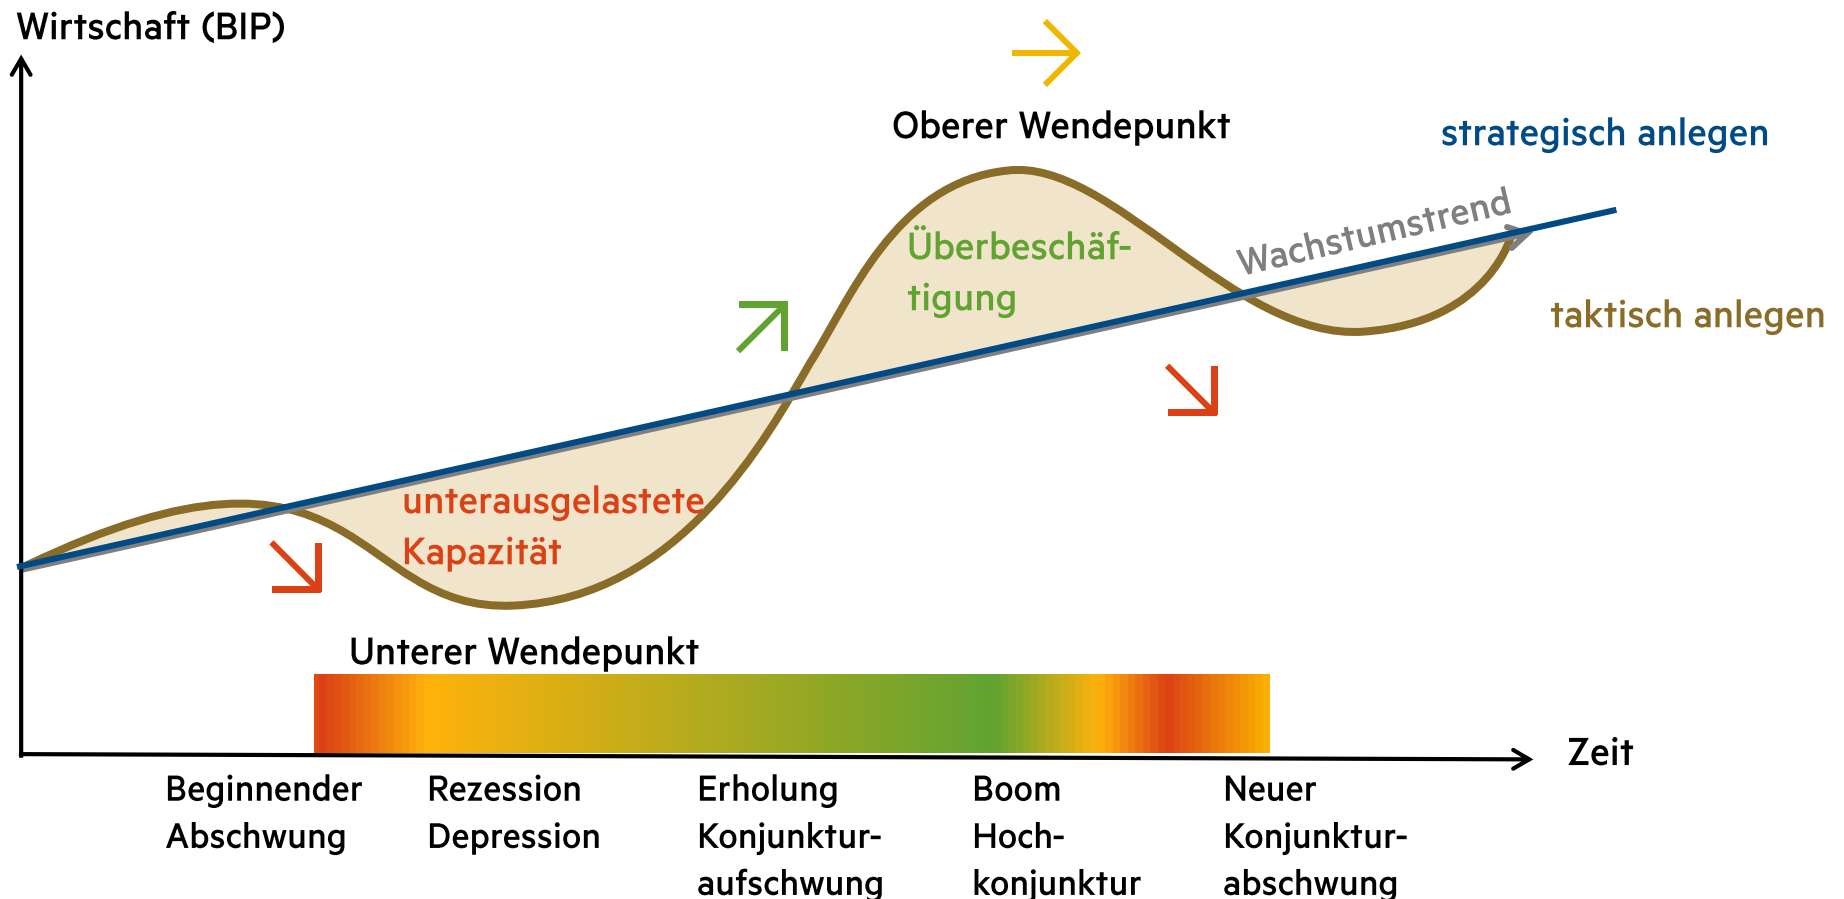 Wirtschaft (BIP)
Oberer Wendepunkt
strategisch anlegen
Wachstumstrend
Überbeschäf-
tigung
taktisch anlegen
unterausgelastete
Kapazität
Unterer Wendepunkt
Zeit
Beginnender
Abschwung
Rezession
Depression
Erholung
Konjunktur-
aufschwung
Boom
Hoch-
konjunktur
Neuer
Konjunktur-
abschwung